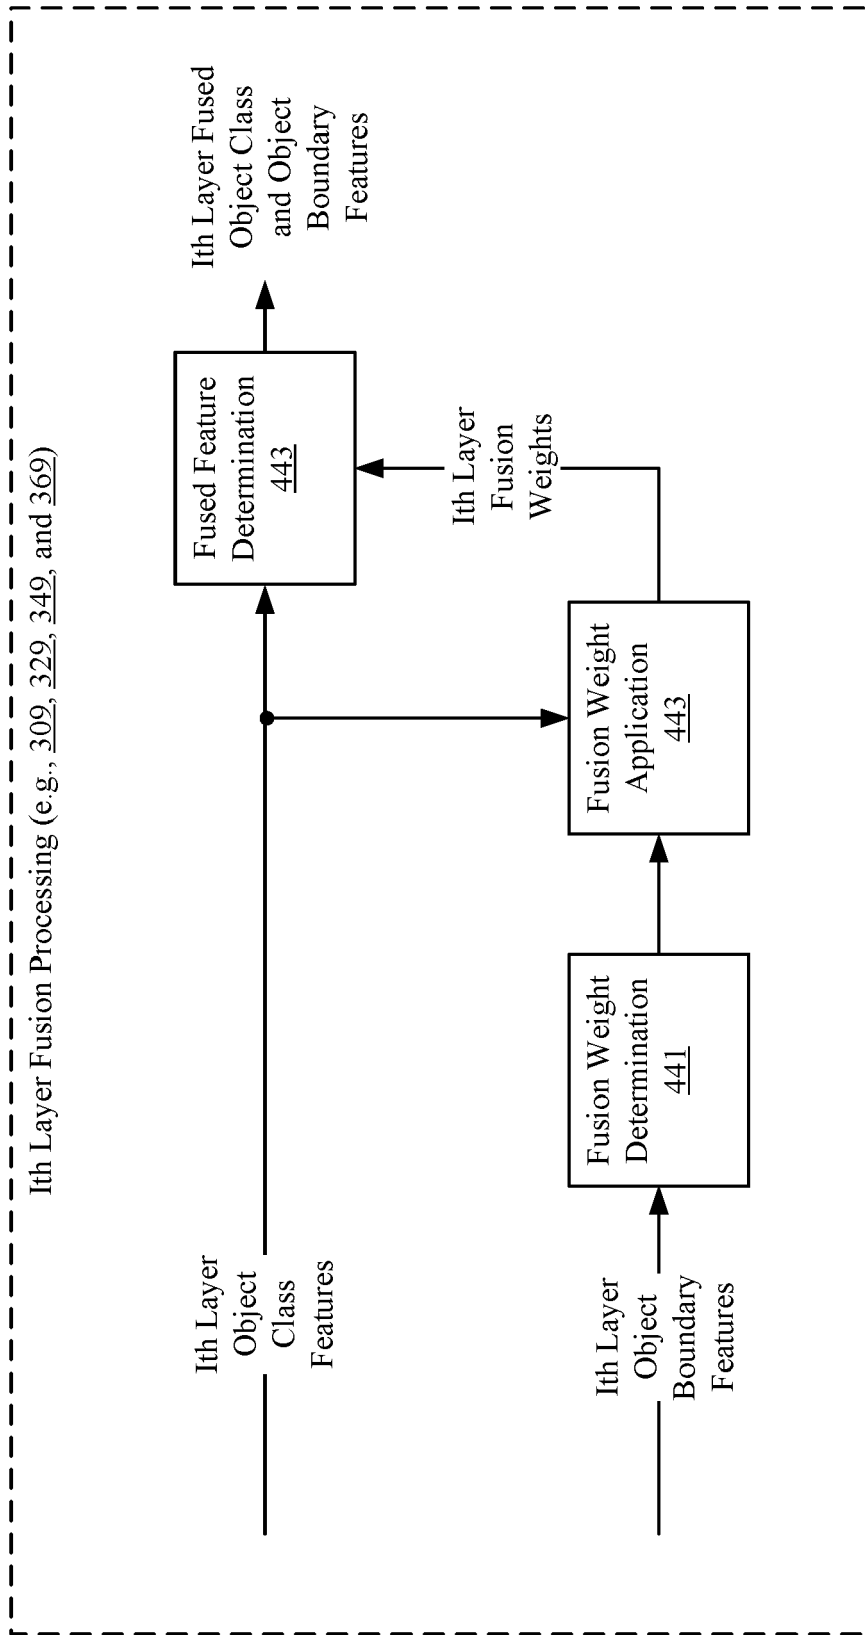 Ith Layer Fusion Processing (e.g., 309, 329, 349, and 369)
Ith Layer
Object
Class
Features
Fused Feature
Determination
443
Ith Layer Fused
Object Class
and Object
Boundary
Features
Ith Layer
Fusion
Weights
Ith Layer
Object
Boundary
Features
Fusion Weight
Determination
441
Fusion Weight
Application
443